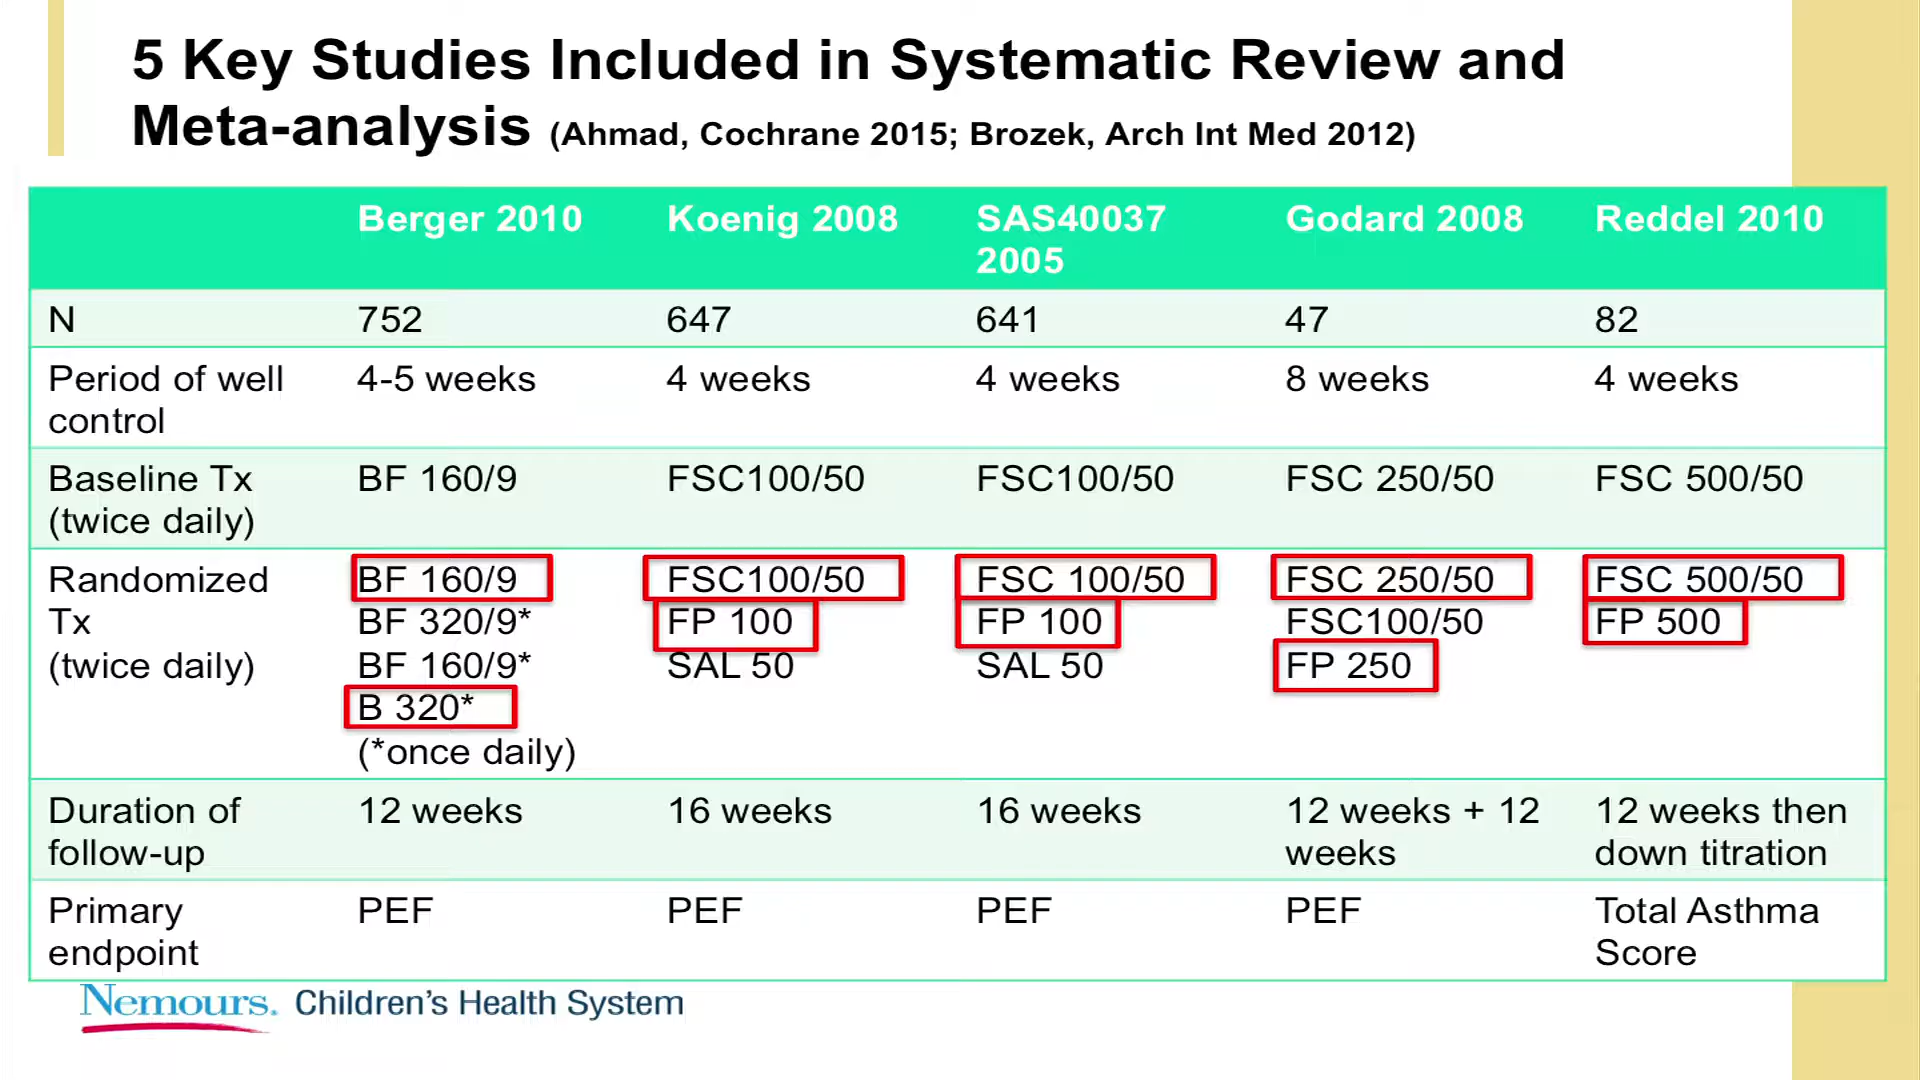 5 Key Studies Included in Systematic Review and
Meta-analysis (Ahmad, Cochrane 2015; Brozek, Arch Int Med 2012)
Berger 2010 Koenig 2008 SAS40037 2005 Godard 2008 Reddel 2010
N 752 647 641 47 82
Period of well control 4-5 weeks 4 weeks 4 weeks 8 weeks 4 weeks
Baseline Tx (twice daily) BF 160/9 FSC100/50 FSC100/50 FSC 250/50 FSC 500/50
Randomized BF 160/9 FSC100/50 FSC 100/50 FSC 250/50 FSC 500/50
Tx BF 320/9* FP 100 FP 100 FSC100/50 FP 500
(twice daily) BF 160/9* SAL 50 SAL 50 FP 250
B 320*
(*once daily)
Duration of follow-up 12 weeks 16 weeks 16 weeks 12 weeks + 12 weeks 12 weeks then down titration
Primary endpoint PEF PEF PEF PEF Total Asthma Score
Nemours. Children's Health System